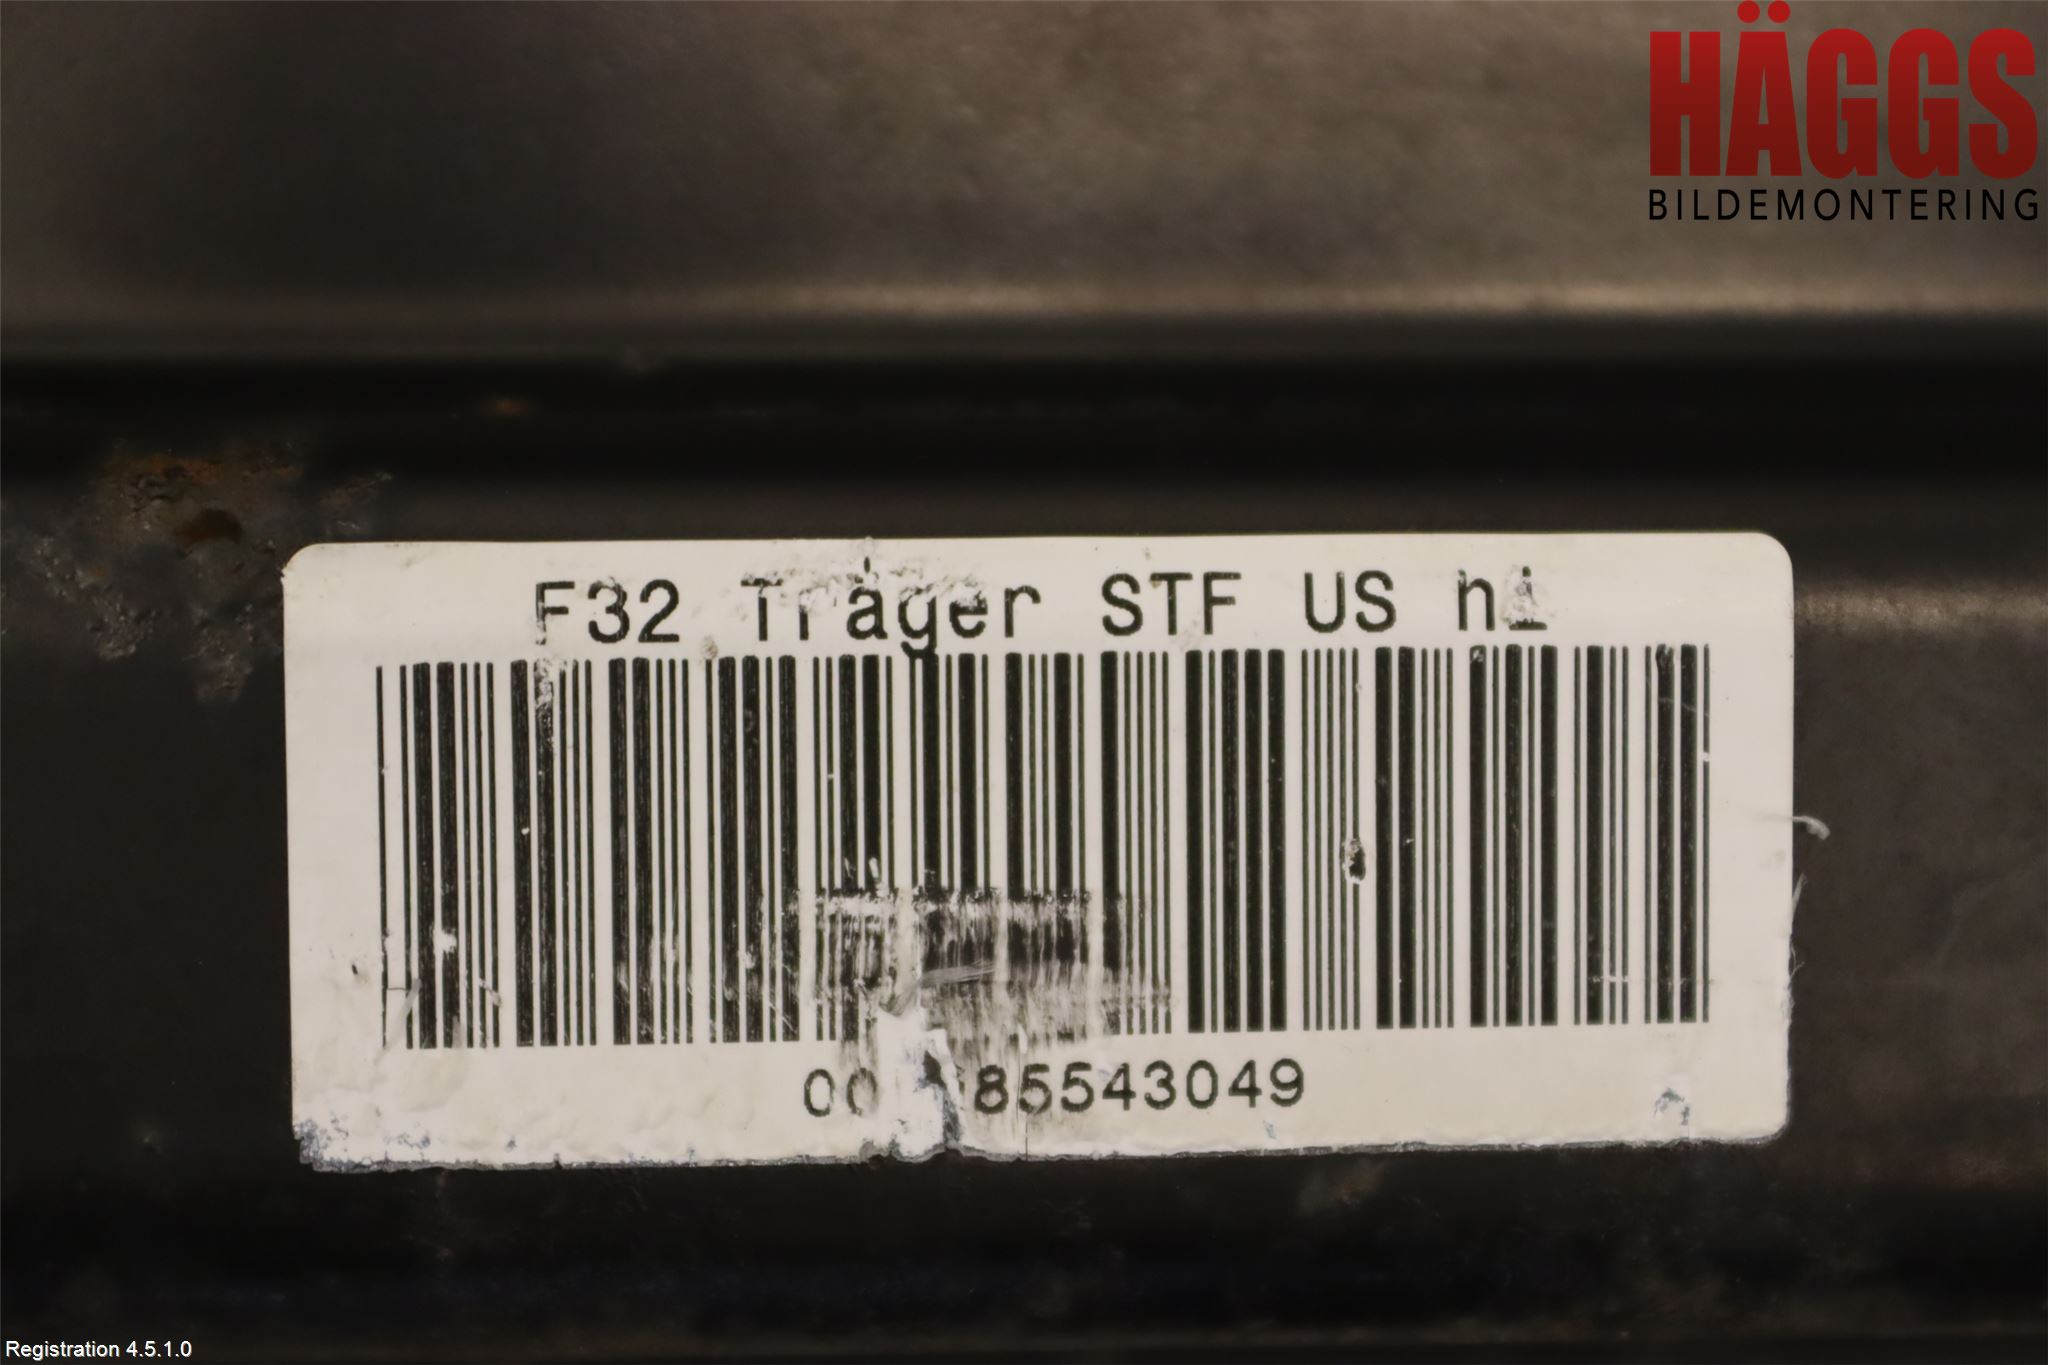 HÄGGS
BILDEMONTERING
F32 Träger STF US hi
85543049
Registration 4.5.1.0